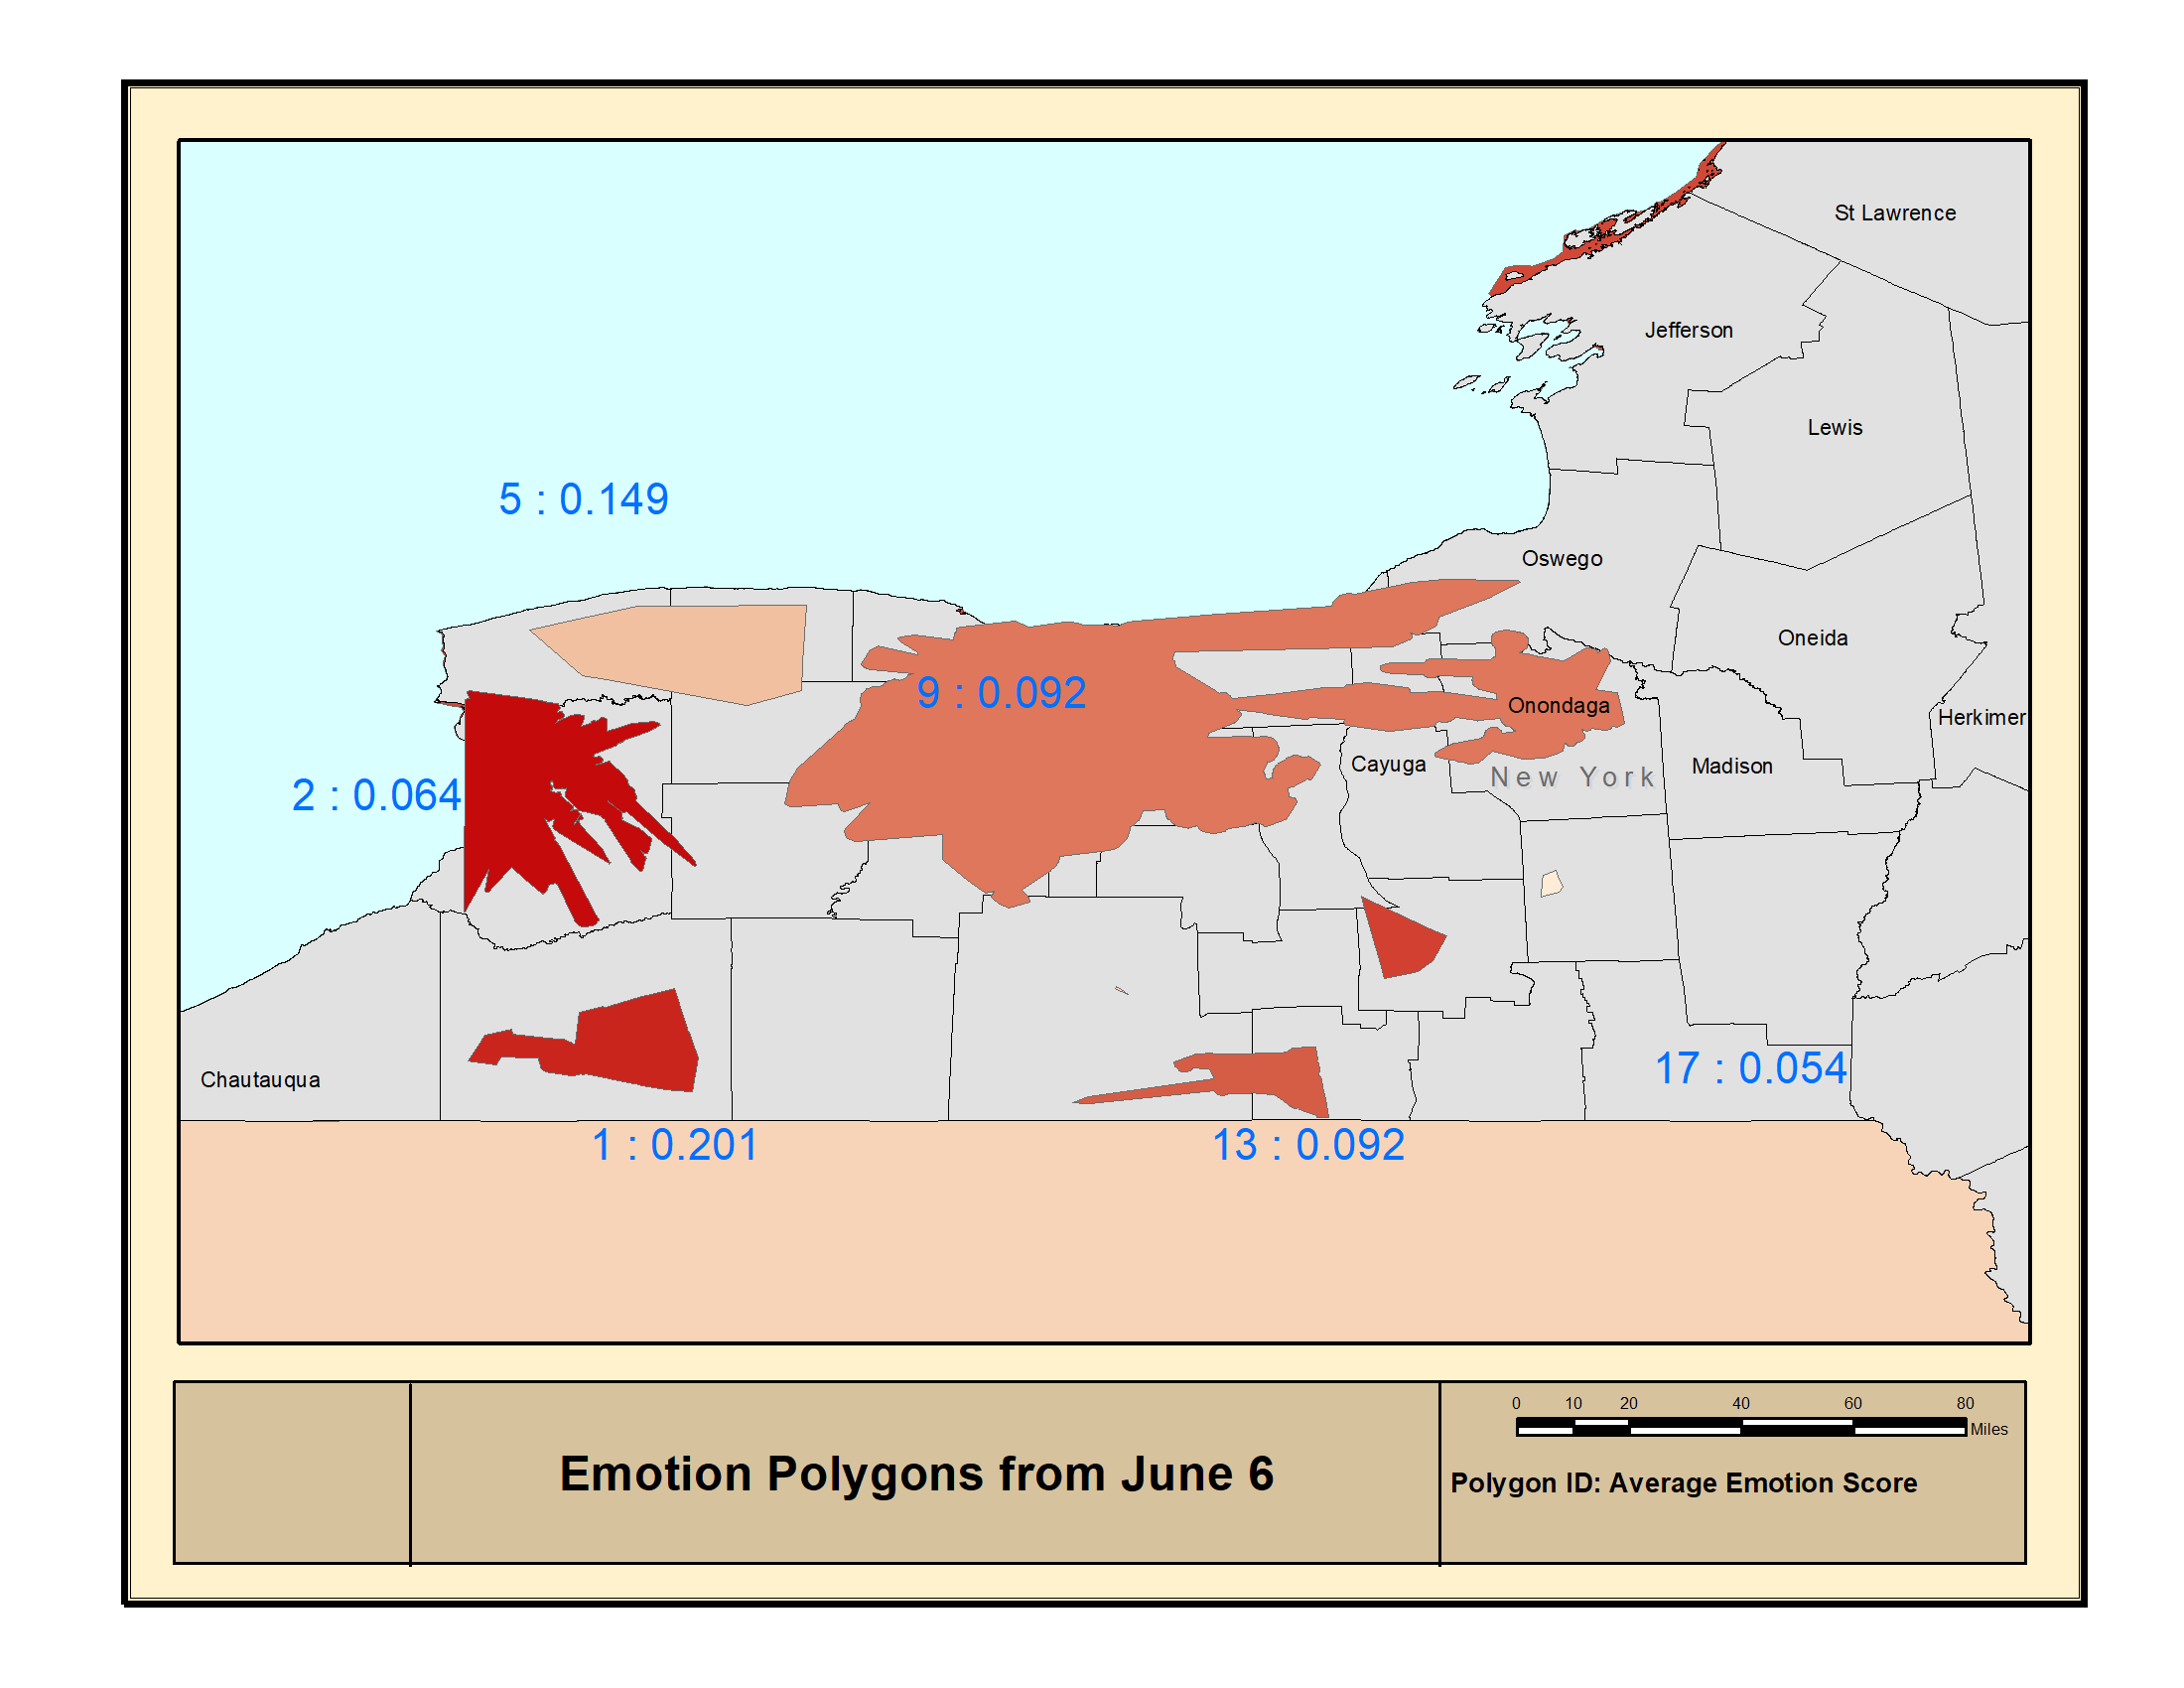 St Lawrence
Jefferson
Lewis
5 : 0.149
Oswego
Oneida
9 : 0.092
Onondaga
Herkimer
Cayuga
New York
Madison
2 : 0.064
17 : 0.054
Chautauqua
1 : 0.201
13 : 0.092
0 10 20 40 60 80
Miles
Emotion Polygons from June 6
Polygon ID: Average Emotion Score